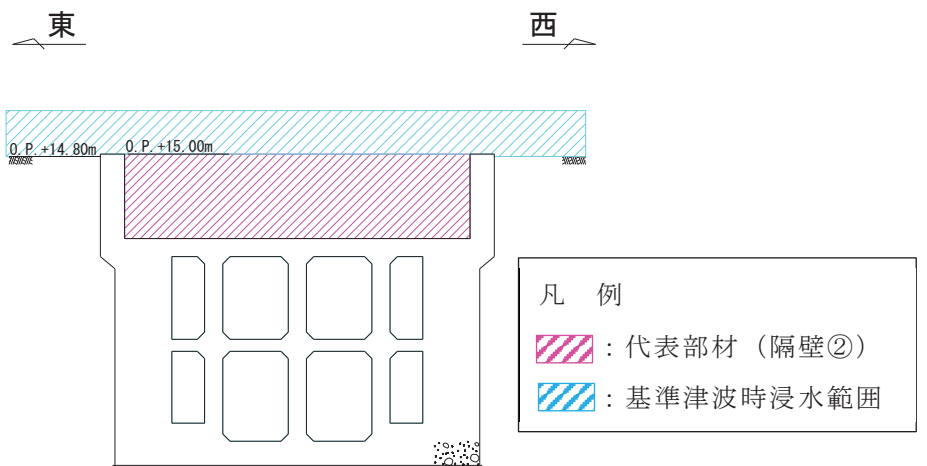 東 西
O.P.+14.80m O.P.+15.00m
凡 例
：代表部材（隔壁②）
：基準津波時浸水範囲